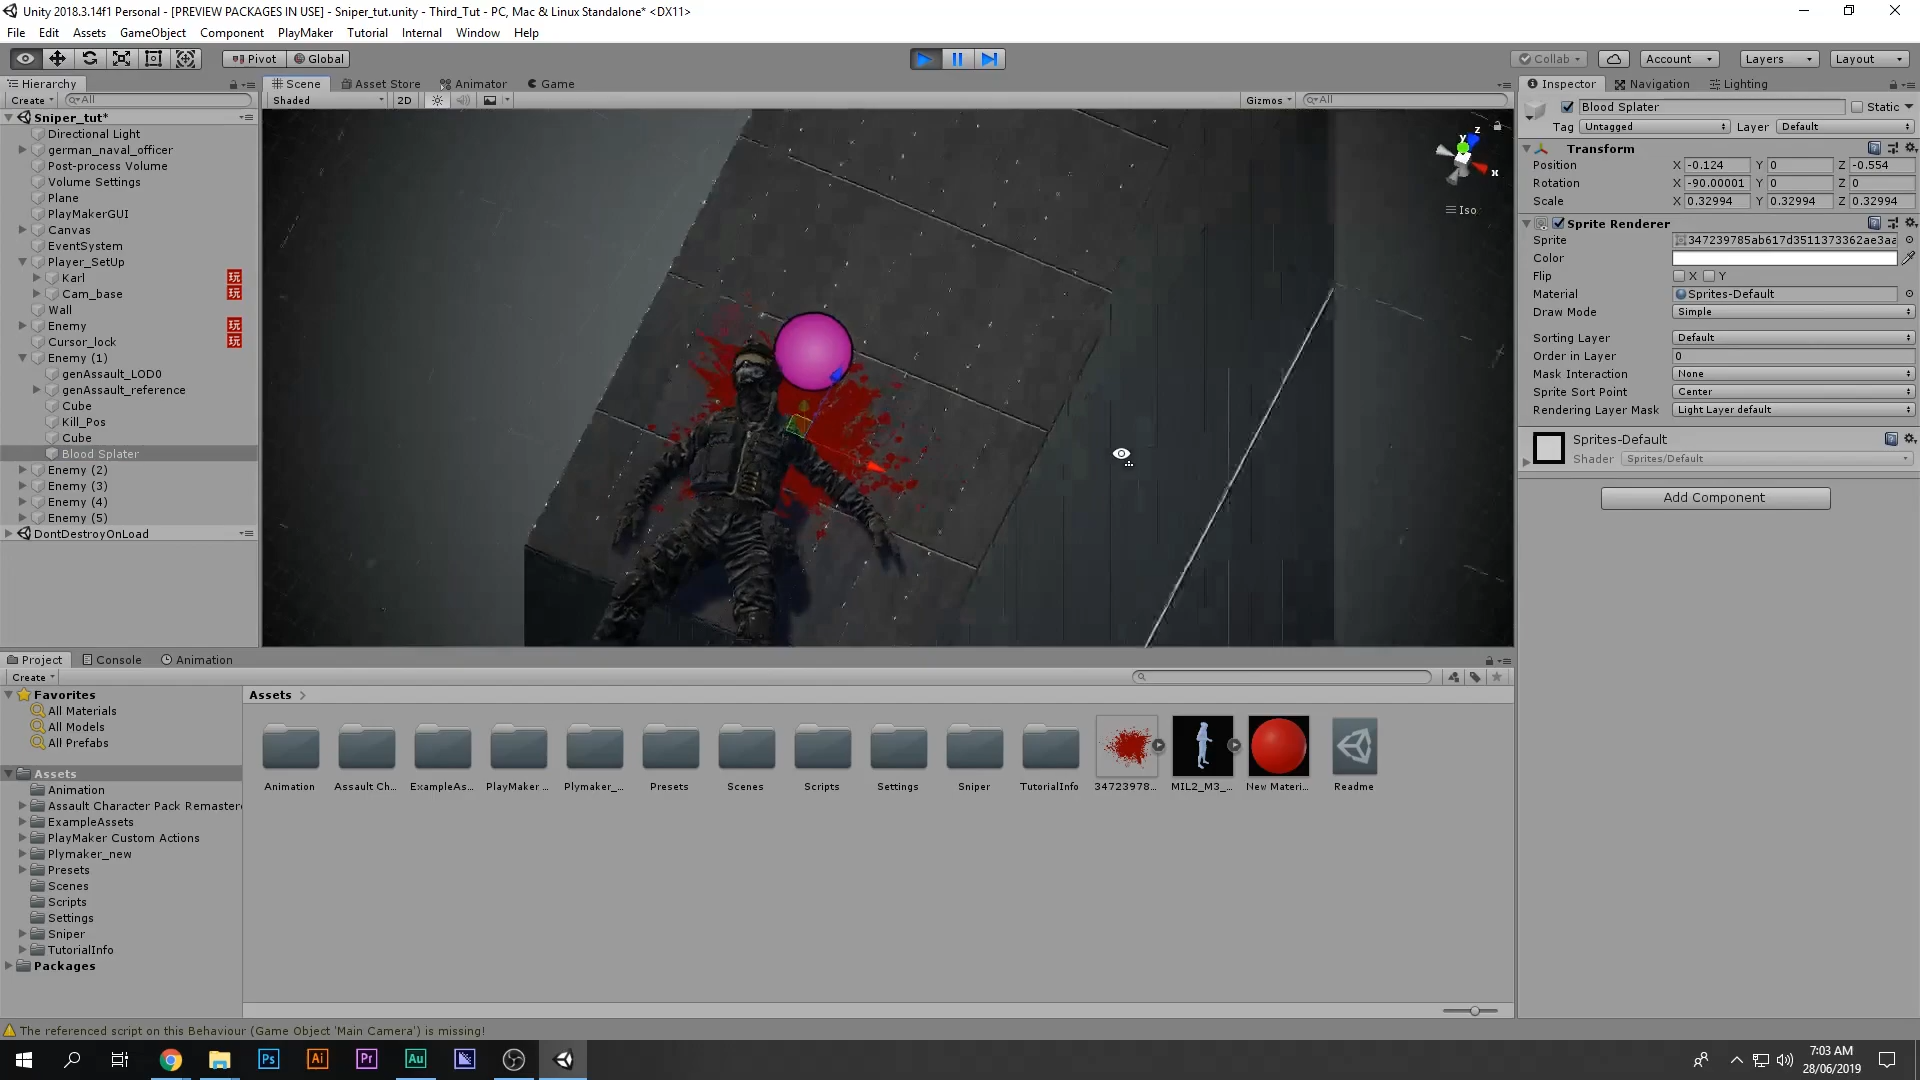 Unity 2018.3.14f1 Personal - [PREVIEW PACKAGES IN USE] - Sniper_tut.unity - Third_Tut - PC, Mac & Linux Standalone* <DX11>
File Edit Assets GameObject Component PlayMaker Tutorial Internal Window Help
Pivot Global Collab Account Layers Layout
Hierarchy
Create All
Sniper_tut*
Directional Light
german_naval_officer
Post-process Volume
Volume Settings
Plane
PlayMakerGUI
Canvas
EventSystem
Player_SetUp
Karl 玩
Cam_base 玩
Wall
Enemy 玩
Cursor_lock 玩
Enemy (1)
genAssault_LOD0
genAssault_reference
Cube
Kill_Pos
Cube
Blood Splater
Enemy (2)
Enemy (3)
Enemy (4)
Enemy (5)
DontDestroyOnLoad
Scene Asset Store Animator Game
Shaded 2D Gizmos All
y z
x
Iso
Inspector Navigation Lighting
Blood Splater Static
Tag Untagged Layer Default
Transform
Position X -0.124 Y 0 Z -0.554
Rotation X -90.00001 Y 0 Z 0
Scale X 0.32994 Y 0.32994 Z 0.32994
Sprite Renderer
Sprite 347239785ab617d3511373362ae3aa
Color
Flip X Y
Material Sprites-Default
Draw Mode Simple
Sorting Layer Default
Order in Layer 0
Mask Interaction None
Sprite Sort Point Center
Rendering Layer Mask Light Layer default
Sprites-Default
Shader Sprites/Default
Add Component
Project Console Animation
Create
Favorites
All Materials
All Models
All Prefabs
Assets
Animation
Assault Character Pack Remastere
ExampleAssets
PlayMaker Custom Actions
Plymaker_new
Presets
Scenes
Scripts
Settings
Sniper
TutorialInfo
Packages
Assets
Animation Assault Ch... ExampleAs... PlayMaker ... Plymaker_... Presets Scenes Scripts Settings Sniper TutorialInfo 34723978... MIL2_M3_... New Materi... Readme
The referenced script on this Behaviour (Game Object 'Main Camera') is missing!
Ps Ai Pr Au
7:03 AM
28/06/2019